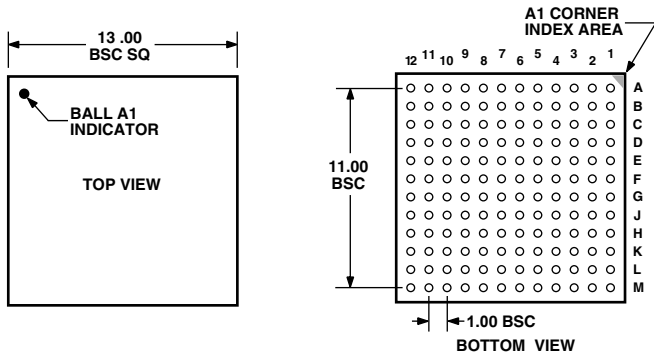 13 .00
BSC SQ
BALL A1
INDICATOR
TOP VIEW
A1 CORNER
INDEX AREA
12 11 10 9 8 7 6 5 4 3 2 1
A
B
C
D
E
F
G
J
H
K
L
M
11.00
BSC
1.00 BSC
BOTTOM VIEW